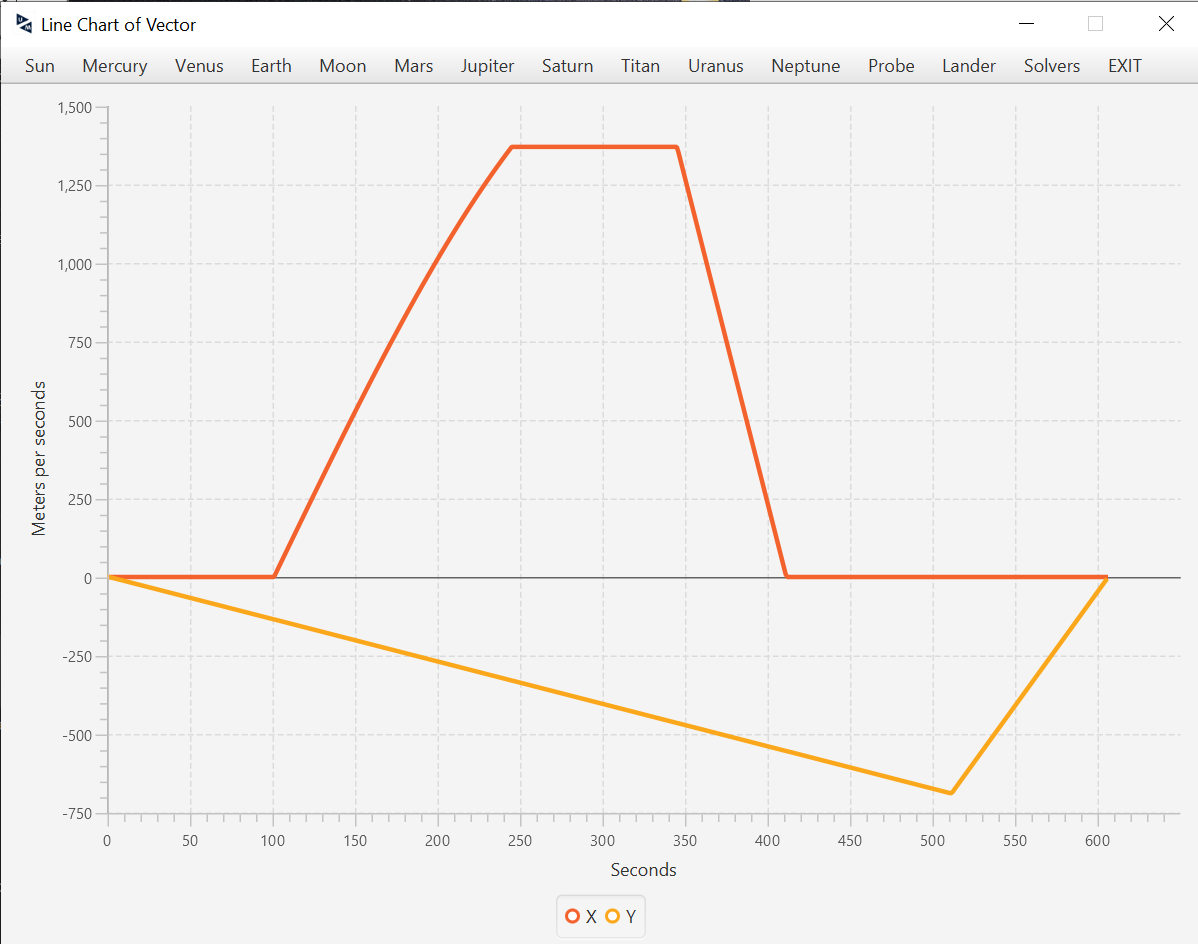 Line Chart of Vector
Sun Mercury Venus Earth Moon Mars Jupiter Saturn Titan Uranus Neptune Probe Lander Solvers EXIT
1,500
1,250
1,000
750
500
250
0
-250
-500
-750
Meters per seconds
0 50 100 150 200 250 300 350 400 450 500 550 600
Seconds
X Y